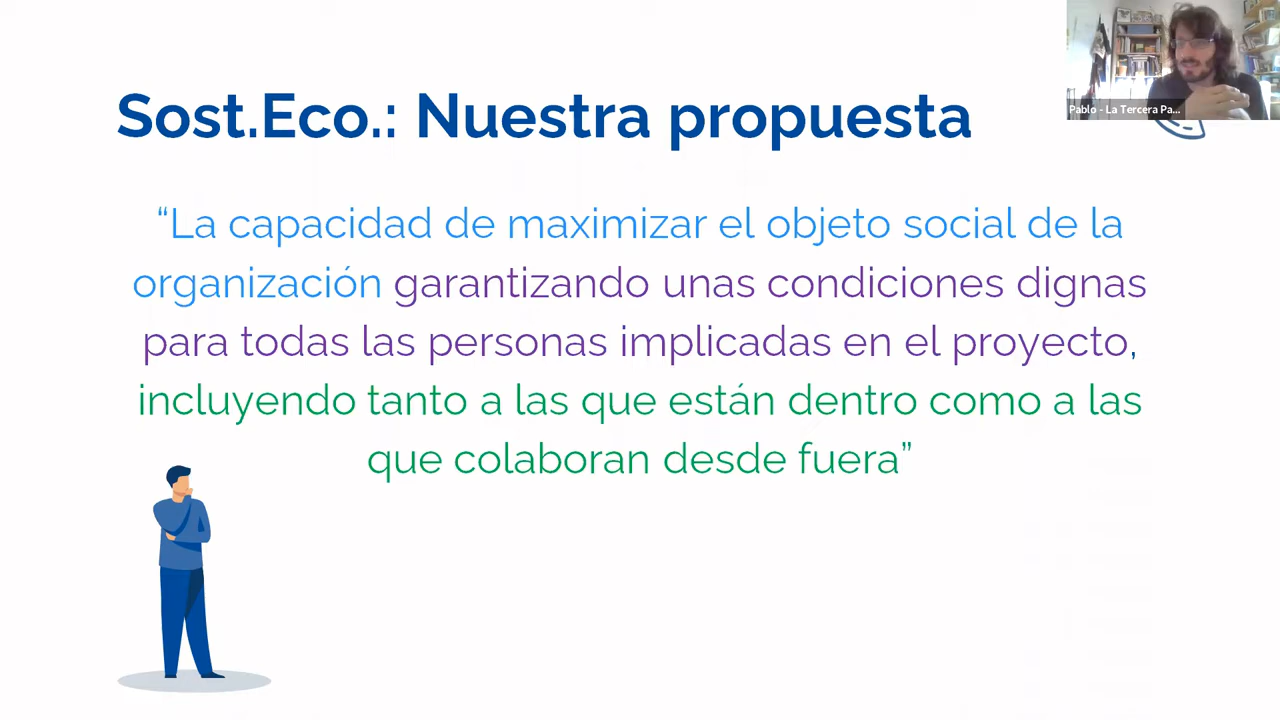 Pablo - La Tercera Pa...
Sost.Eco.: Nuestra propuesta
“La capacidad de maximizar el objeto social de la
organización garantizando unas condiciones dignas
para todas las personas implicadas en el proyecto,
incluyendo tanto a las que están dentro como a las
que colaboran desde fuera”